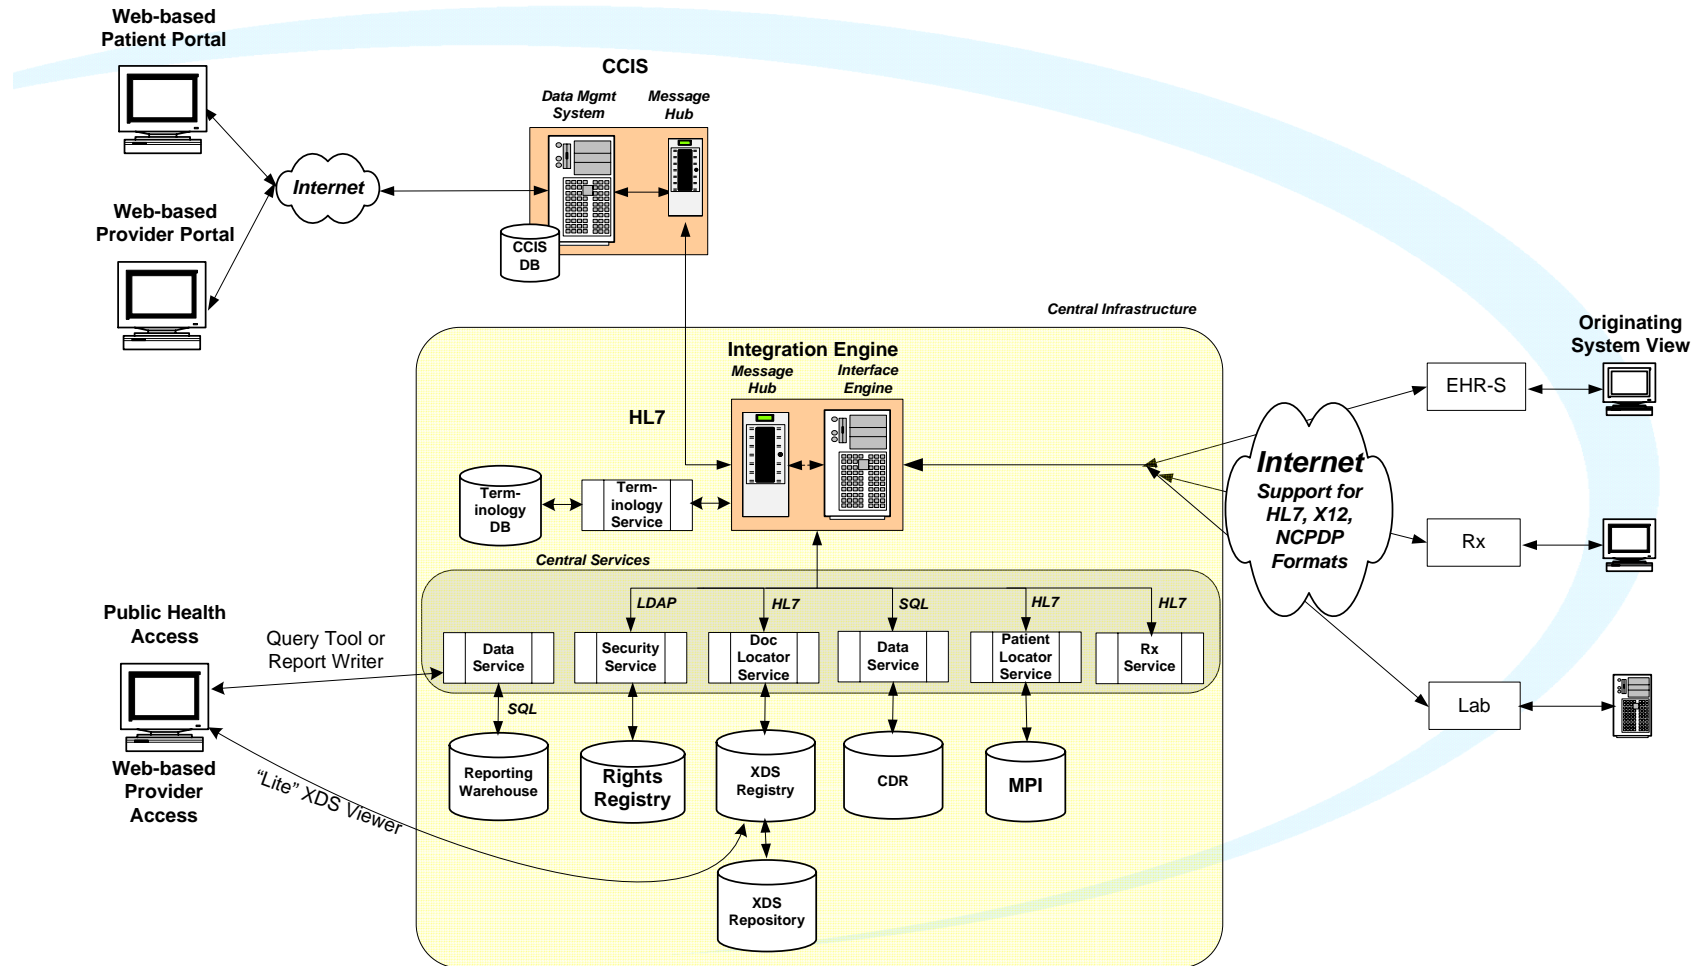 Web-based
Patient Portal
CCIS
Data Mgmt
System
Message
Hub
Internet
Web-based
Provider Portal
CCIS
DB
Central Infrastructure
Originating
System View
Integration Engine
Message
Hub
Interface
Engine
HL7
EHR-S
Internet
Support for
HL7, X12,
NCPDP
Formats
Term-
inology
DB
Term-
inology
Service
Rx
Central Services
LDAP
HL7
SQL
HL7
HL7
Public Health
Access
Query Tool or
Report Writer
Data
Service
Security
Service
Doc
Locator
Service
Data
Service
Patient
Locator
Service
Rx
Service
Lab
SQL
Web-based
Provider
Access
"Lite" XDS Viewer
Reporting
Warehouse
Rights
Registry
XDS
Registry
CDR
MPI
XDS
Repository